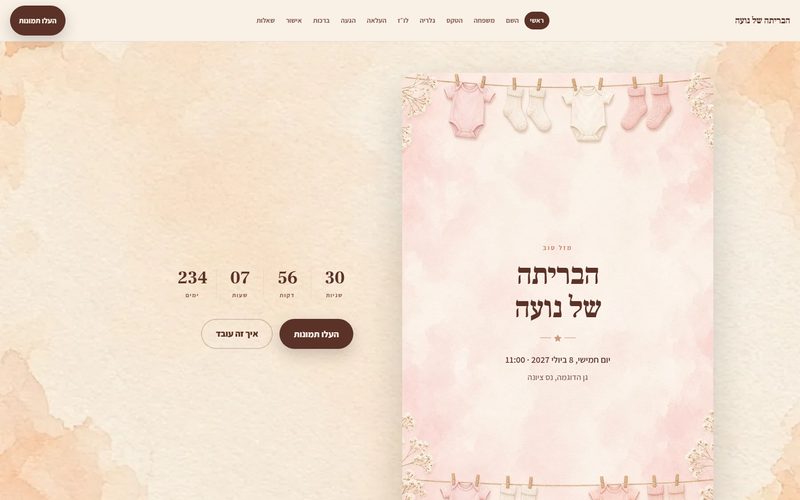 הבריתה של נועה
ראשי השם משפחה הטקס גלריה לו״ז העלאה הגעה ברכות אישור שאלות
העלו תמונות
מזל טוב
הבריתה
של נועה
יום חמישי, 8 ביולי 2027 · 11:00
גן הדוגמה, נס ציונה
234 07 56 30
ימים שעות דקות שניות
העלו תמונות
איך זה עובד